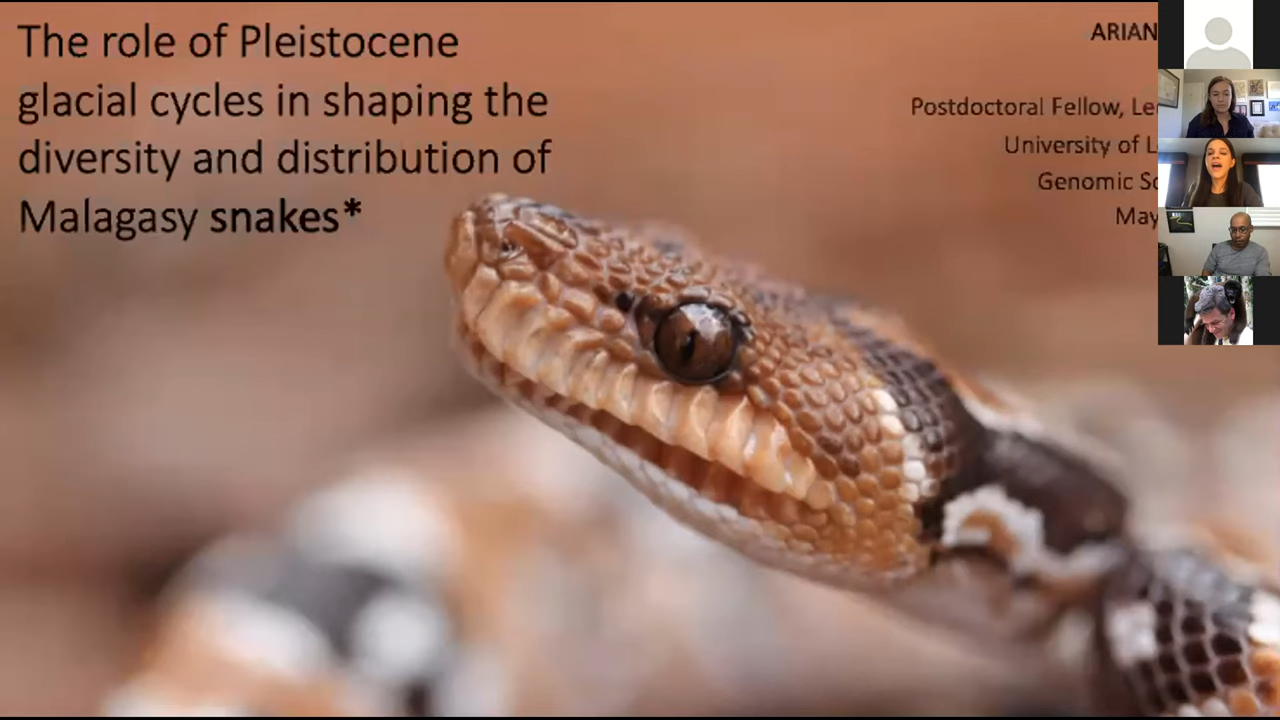 The role of Pleistocene
glacial cycles in shaping the
diversity and distribution of
Malagasy snakes*
ARIAN
Postdoctoral Fellow, Le
University of L
Genomic Sc
May